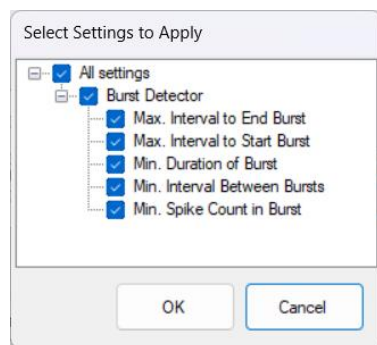 Select Settings to Apply
All settings
Burst Detector
Max. Interval to End Burst
Max. Interval to Start Burst
Min. Duration of Burst
Min. Interval Between Bursts
Min. Spike Count in Burst
OK Cancel